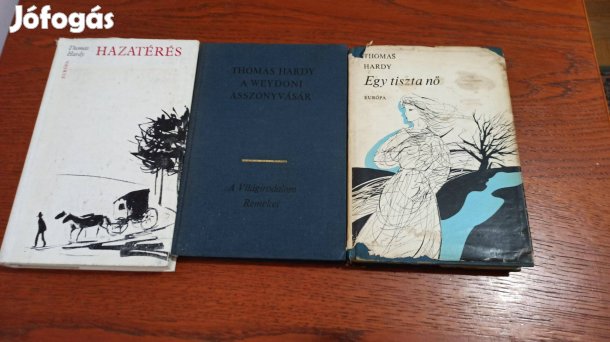 Jófogás
Thomas
Hardy
HAZATÉRÉS
EURÓPA
THOMAS HARDY
A WEYDONI
ASSZONYVÁSÁR
A Világirodalom
Remekei
THOMAS
HARDY
Egy tiszta nő
EURÓPA